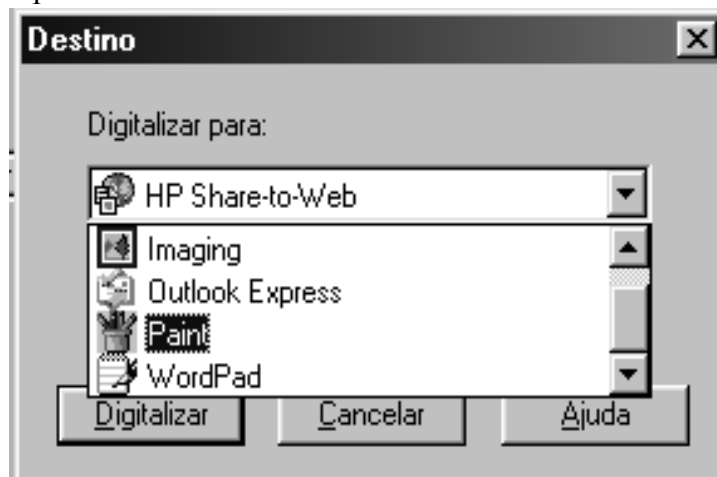 Destino
Digitalizar para:
HP Share-to-Web
Imaging
Outlook Express
Paint
WordPad
Digitalizar Cancelar Ajuda